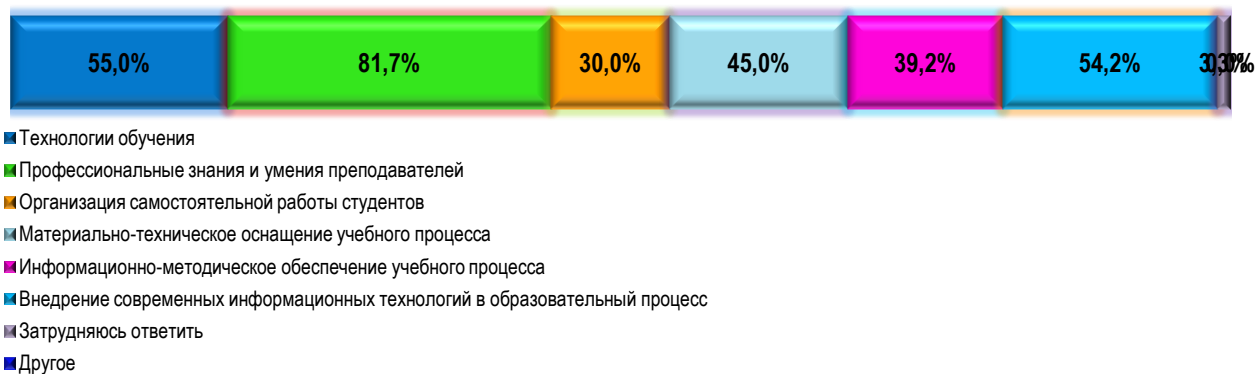 55,0% 81,7% 30,0% 45,0% 39,2% 54,2%
Технологии обучения
Профессиональные знания и умения преподавателей
Организация самостоятельной работы студентов
Материально-техническое оснащение учебного процесса
Информационно-методическое обеспечение учебного процесса
Внедрение современных информационных технологий в образовательный процесс
Затрудняюсь ответить
Другое